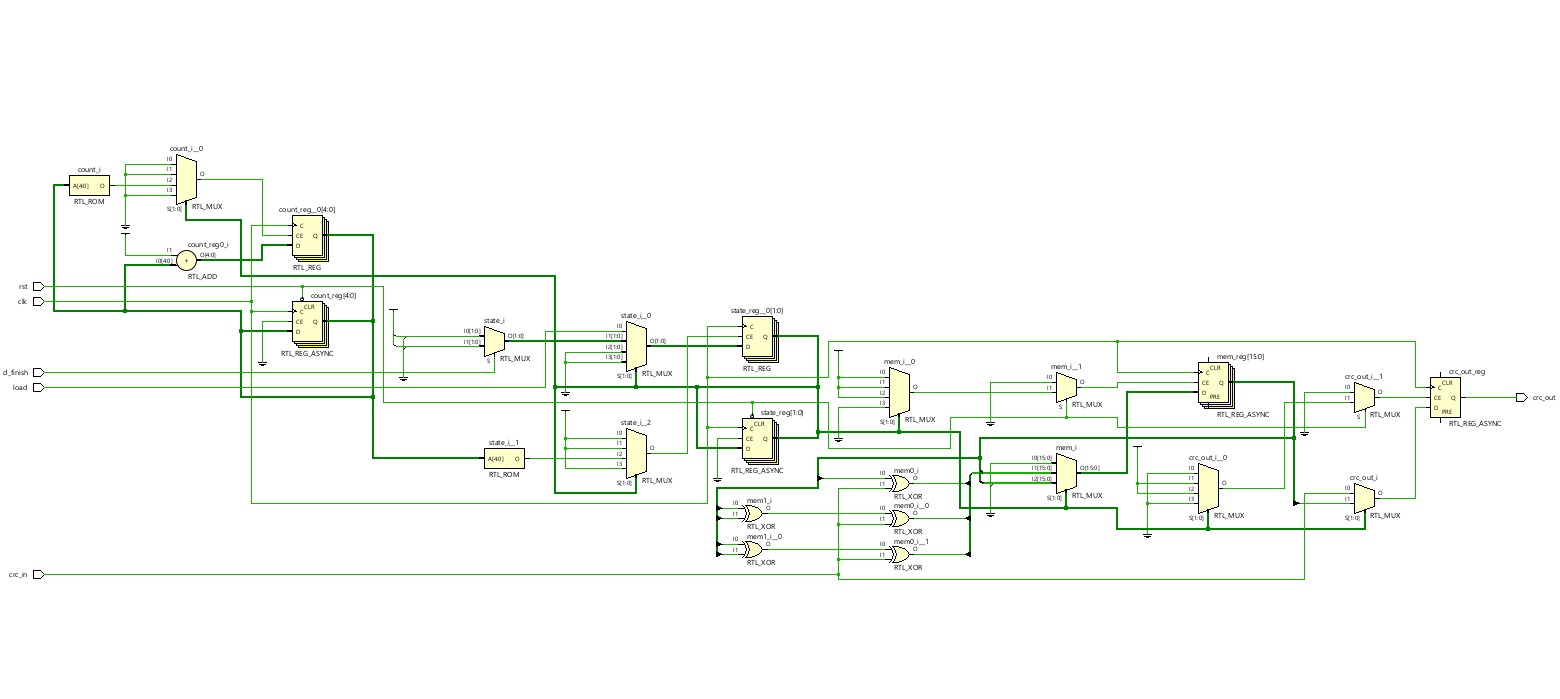 count_i__0
I0
I1
I2
I3
S[1:0]
O
RTL_MUX
count_i
A[4:0] O
RTL_ROM
count_reg__0[4:0]
C
CE Q
D
RTL_REG
count_reg0_i
I1
I0[4:0]
O[4:0]
+
RTL_ADD
rst
clk
count_reg[4:0]
CLR
C
CE Q
D
RTL_REG_ASYNC
d_finish
load
state_i
I0[1:0]
I1[1:0]
S
O[1:0]
RTL_MUX
state_i__0
I0
I1[1:0]
I2[1:0]
I3[1:0]
S[1:0]
O[1:0]
RTL_MUX
state_reg__0[1:0]
C
CE Q
D
RTL_REG
state_i__1
A[4:0] O
RTL_ROM
state_i__2
I0
I1
I2
I3
S[1:0]
O
RTL_MUX
state_reg[1:0]
CLR
C
CE Q
D
RTL_REG_ASYNC
mem_i__0
I0
I1
I2
I3
S[1:0]
O
RTL_MUX
mem_i__1
I0
I1
S
O
RTL_MUX
mem_reg[15:0]
CLR
C
CE Q
D
PRE
RTL_REG_ASYNC
crc_out_i__1
I0
I1
S
O
RTL_MUX
crc_out_reg
CLR
C
CE Q
D
PRE
RTL_REG_ASYNC
crc_out
mem_i
I0[15:0]
I1[15:0]
I2[15:0]
S[1:0]
O[15:0]
RTL_MUX
crc_out_i__0
I0
I1
I2
I3
S[1:0]
O
RTL_MUX
crc_out_i
I0
I1
S[1:0]
O
RTL_MUX
mem0_i
I0
I1
O
RTL_XOR
mem1_i
I0
I1
O
RTL_XOR
mem0_i__0
I0
I1
O
RTL_XOR
mem1_i__0
I0
I1
O
RTL_XOR
mem0_i__1
I0
I1
O
RTL_XOR
crc_in